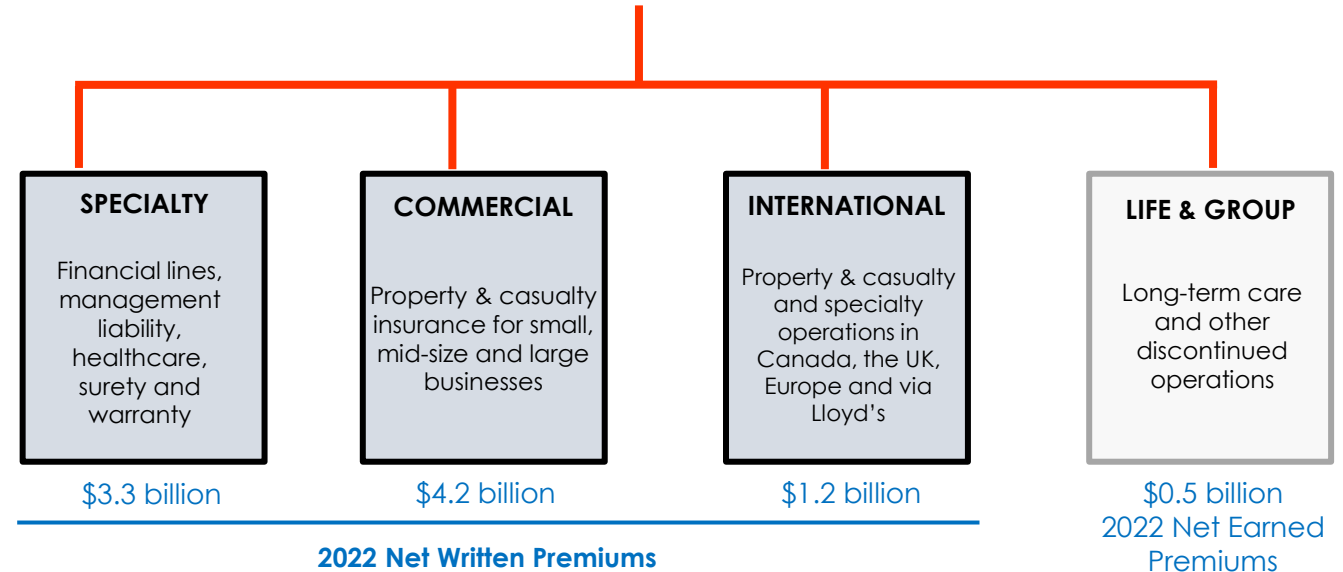 SPECIALTY
Financial lines,
management
liability,
healthcare,
surety and
warranty
$3.3 billion
COMMERCIAL
Property & casualty
insurance for small,
mid-size and large
businesses
$4.2 billion
INTERNATIONAL
Property & casualty
and specialty
operations in
Canada, the UK,
Europe and via
Lloyd’s
$1.2 billion
2022 Net Written Premiums
LIFE & GROUP
Long-term care
and other
discontinued
operations
$0.5 billion
2022 Net Earned
Premiums